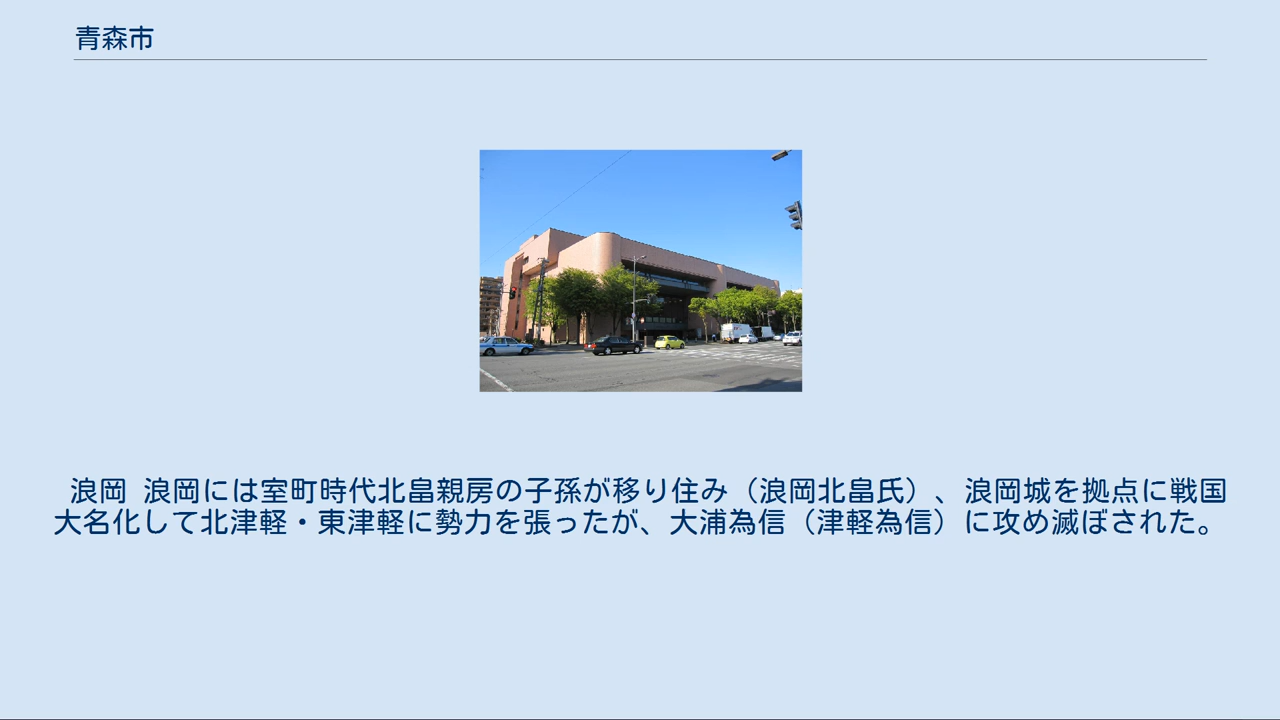 青森市
浪岡 浪岡には室町時代北畠親房の子孫が移り住み（浪岡北畠氏）、浪岡城を拠点に戦国
大名化して北津軽・東津軽に勢力を張ったが、大浦為信（津軽為信）に攻め滅ぼされた。